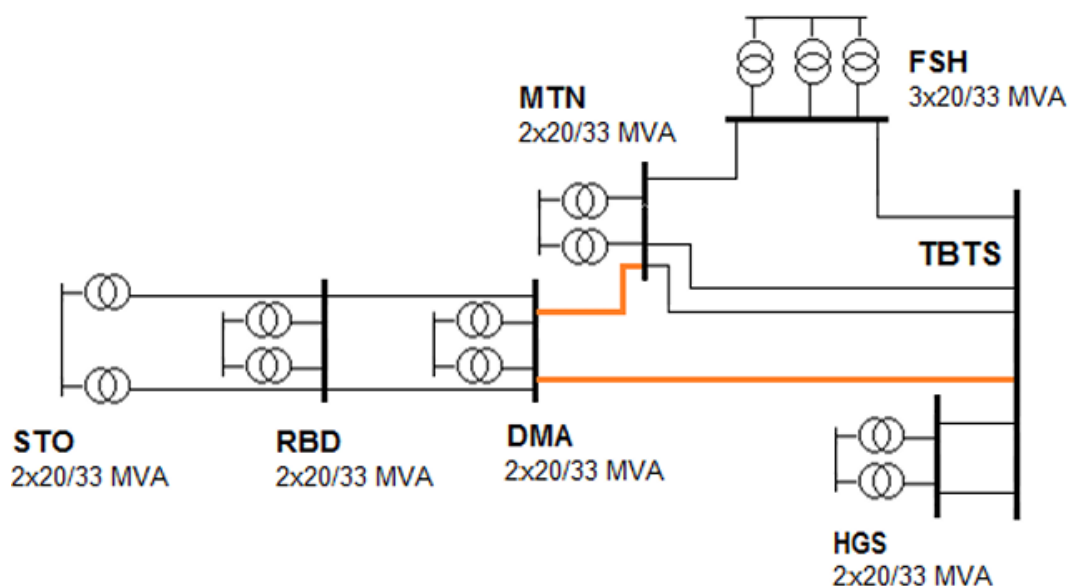 FSH
3x20/33 MVA
MTN
2x20/33 MVA
TBTS
STO
2x20/33 MVA
RBD
2x20/33 MVA
DMA
2x20/33 MVA
HGS
2x20/33 MVA